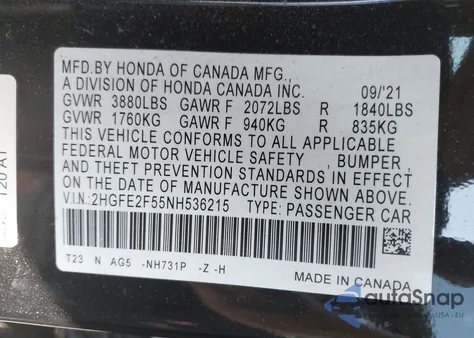 MFD.BY HONDA OF CANADA MFG.,
A DIVISION OF HONDA CANADA INC. 09/'21
GVWR 3880LBS GAWR F 2072LBS R 1840LBS
GVWR 1760KG GAWR F 940KG R 835KG
THIS VEHICLE CONFORMS TO ALL APPLICABLE
FEDERAL MOTOR VEHICLE SAFETY , BUMPER ,
AND THEFT PREVENTION STANDARDS IN EFFECT
ON THE DATE OF MANUFACTURE SHOWN ABOVE.
V.I.N.:2HGFE2F55NH536215 TYPE: PASSENGER CAR
T23 N AG5 -NH731P -Z -H
MADE IN CANADA
120 A1
autoSnap